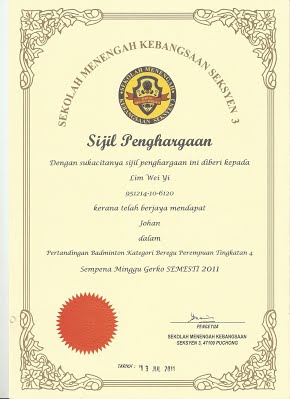 SEKOLAH MENENGAH KEBANGSAAN SEKSYEN 3
SEKOLAH MENENGAH
KEBANGSAAN SEKSYEN 3
Sijil Penghargaan
Dengan sukacitanya sijil penghargaan ini diberi kepada
Lim Wei Yi
951214-10-6120
kerana telah berjaya mendapat
Johan
dalam
Pertandingan Badminton Kategori Beregu Perempuan Tingkatan 4
Sempena Minggu Gerko SEMESTI 2011
PENGETUA
SEKOLAH MENENGAH KEBANGSAAN
SEKSYEN 3, 47100 PUCHONG
TARIKH : 13 JUL 2011